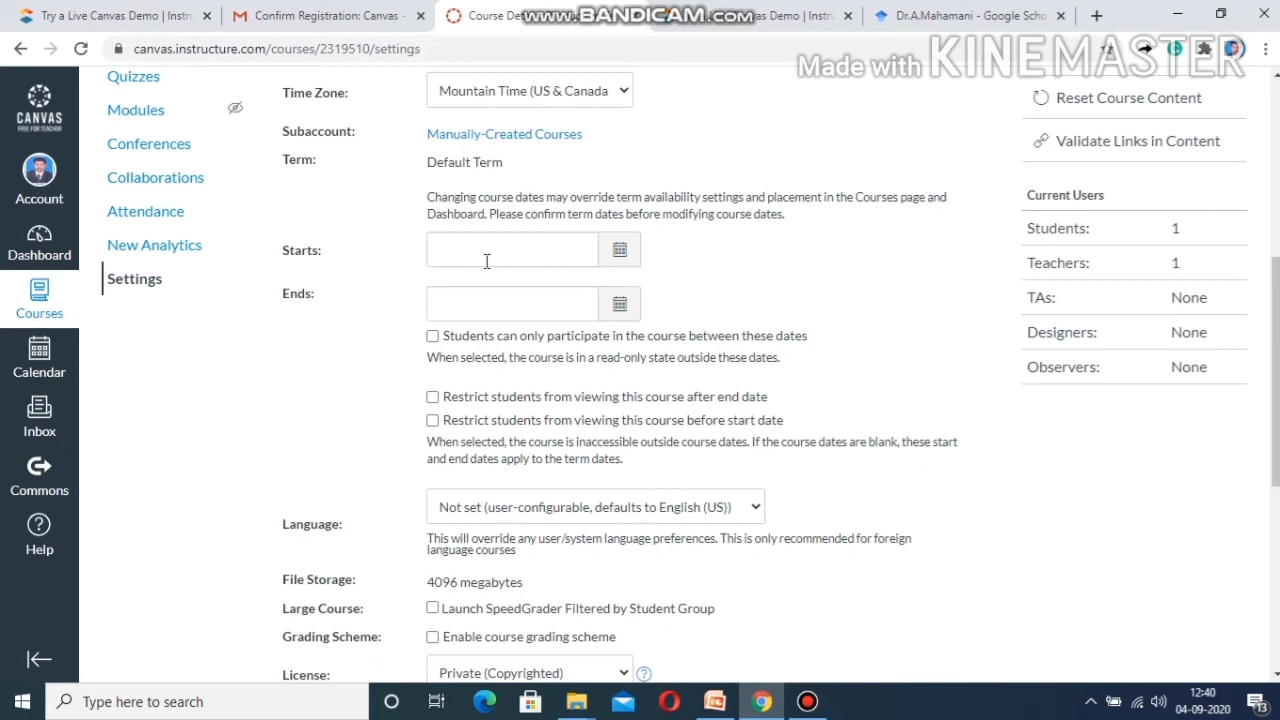 Try a Live Canvas Demo | Instru
Confirm Registration: Canvas -
Course De
www.BANDICAM.com
nvas Demo | Instru
Dr.A.Mahamani - Google Scho
canvas.instructure.com/courses/2319510/settings
Made with KINEMASTER
CANVAS
FREE FOR TEACHER
Account
Dashboard
Courses
Calendar
Inbox
Commons
Help
Quizzes
Modules
Conferences
Collaborations
Attendance
New Analytics
Settings
Time Zone:
Mountain Time (US & Canada
Subaccount:
Manually-Created Courses
Term:
Default Term
Changing course dates may override term availability settings and placement in the Courses page and
Dashboard. Please confirm term dates before modifying course dates.
Starts:
Ends:
Students can only participate in the course between these dates
When selected, the course is in a read-only state outside these dates.
Restrict students from viewing this course after end date
Restrict students from viewing this course before start date
When selected, the course is inaccessible outside course dates. If the course dates are blank, these start
and end dates apply to the term dates.
Language:
Not set (user-configurable, defaults to English (US))
This will override any user/system language preferences. This is only recommended for foreign
language courses
File Storage:
4096 megabytes
Large Course:
Launch SpeedGrader Filtered by Student Group
Grading Scheme:
Enable course grading scheme
License:
Private (Copyrighted)
Reset Course Content
Validate Links in Content
Current Users
Students: 1
Teachers: 1
TAs: None
Designers: None
Observers: None
Type here to search
12:40
04-09-2020
13